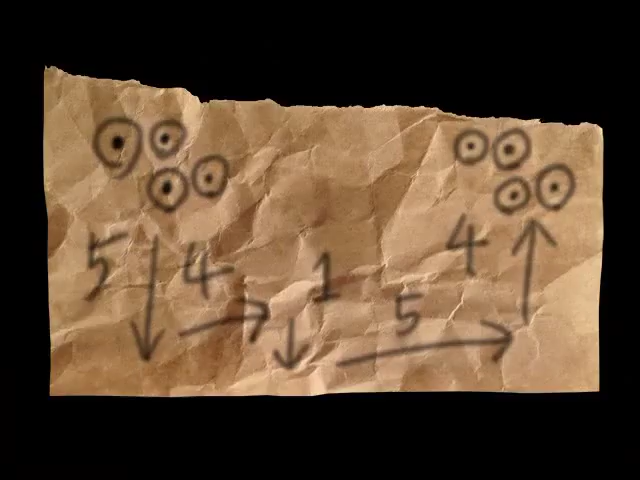 5 ↓ 4 → 1 ↓ 5 → 4 ↑